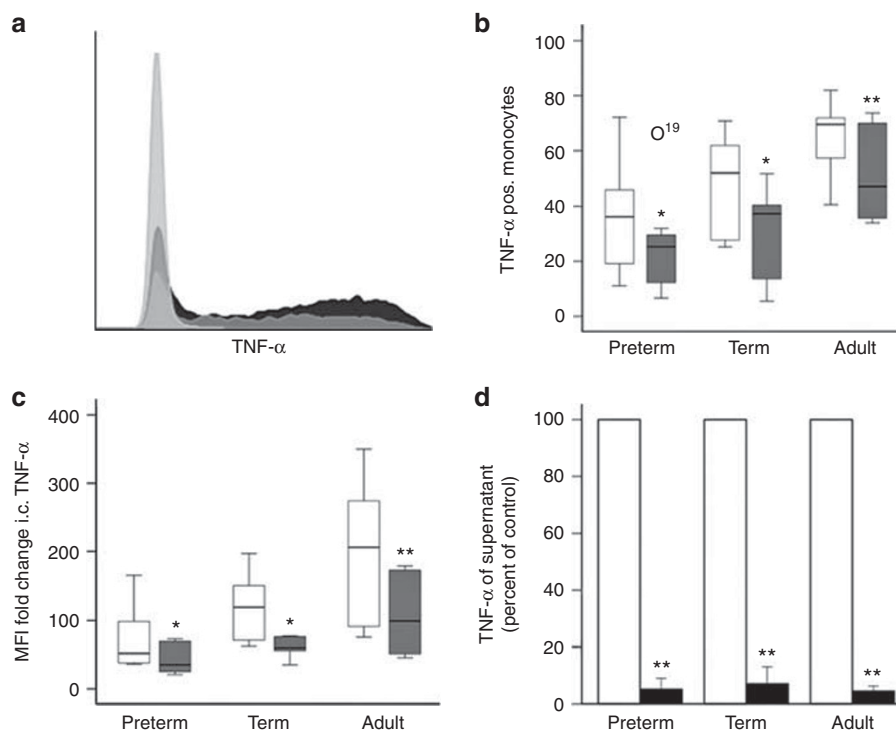 a
TNF-α
b
TNF-α pos. monocytes
100
80
60
40
20
0
O¹⁹
*
*
**
Preterm Term Adult
c
MFI fold change i.c. TNF-α
400
300
200
100
0
*
*
**
Preterm Term Adult
d
TNF-α of supernatant
(percent of control)
100
80
60
40
20
0
**
**
**
Preterm Term Adult